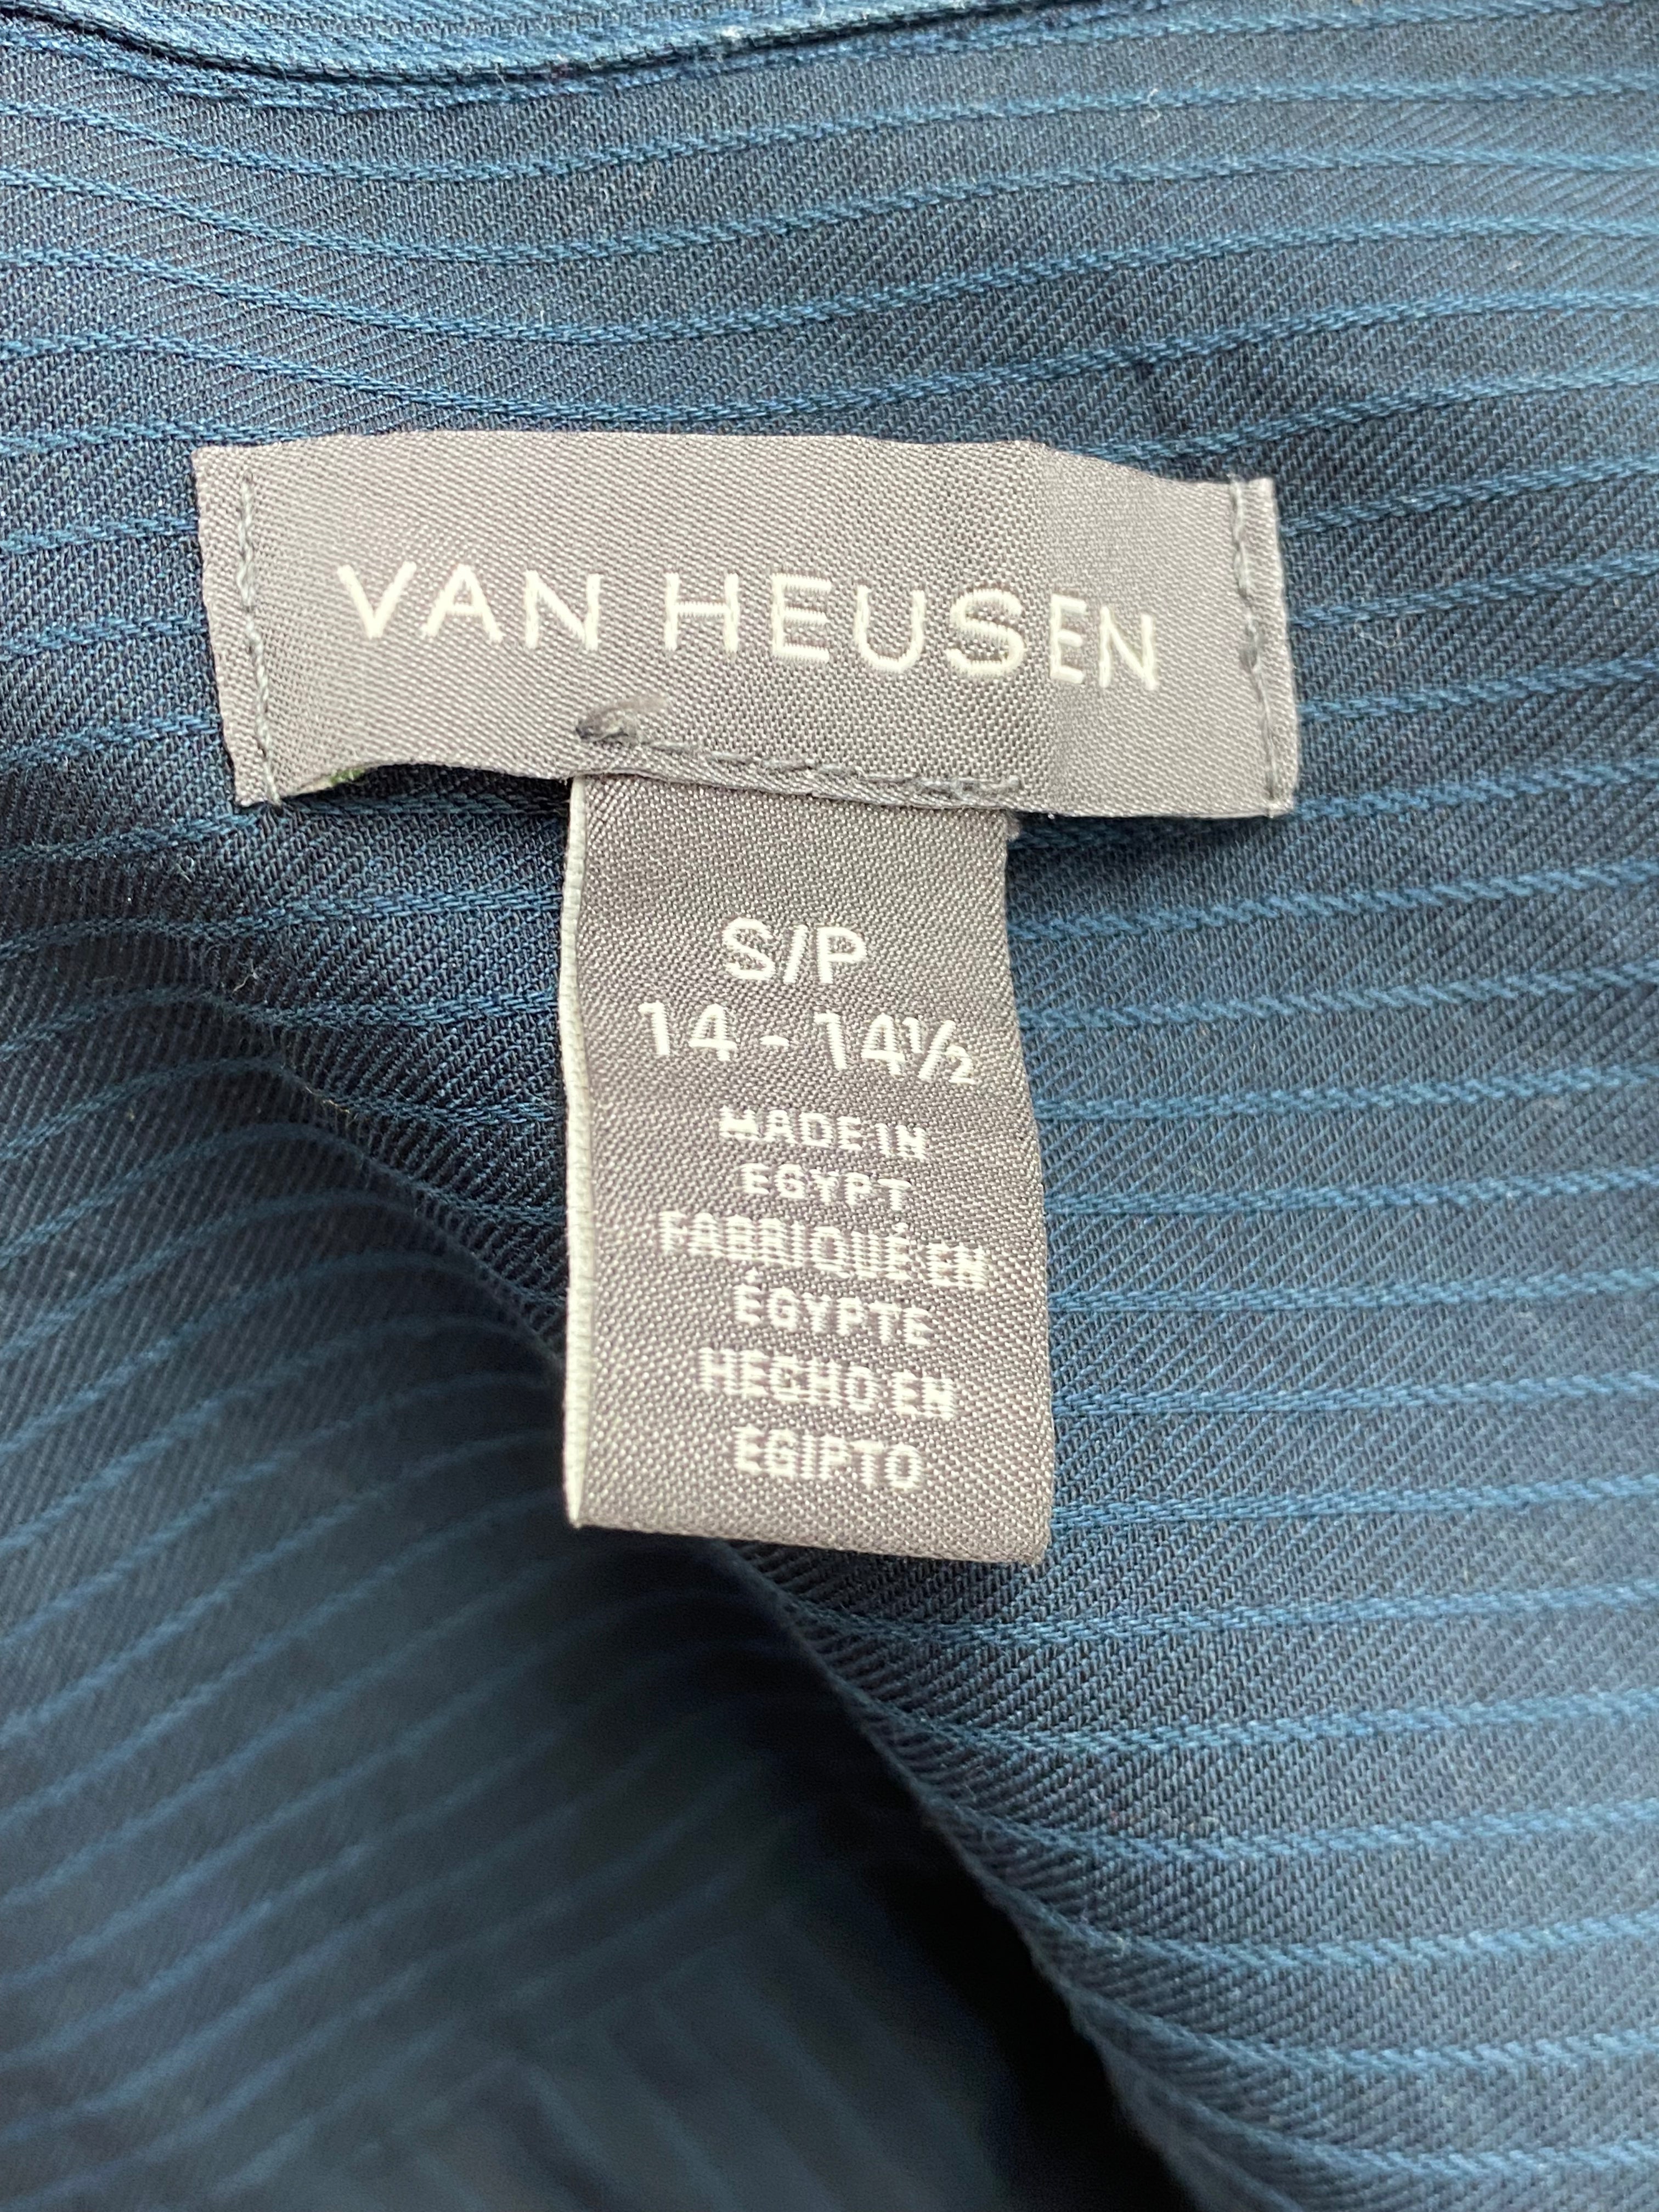 VAN HEUSEN
S/P
14 - 14½
MADE IN
EGYPT
FABRIQUÉ EN
ÉGYPTE
HECHO EN
EGIPTO